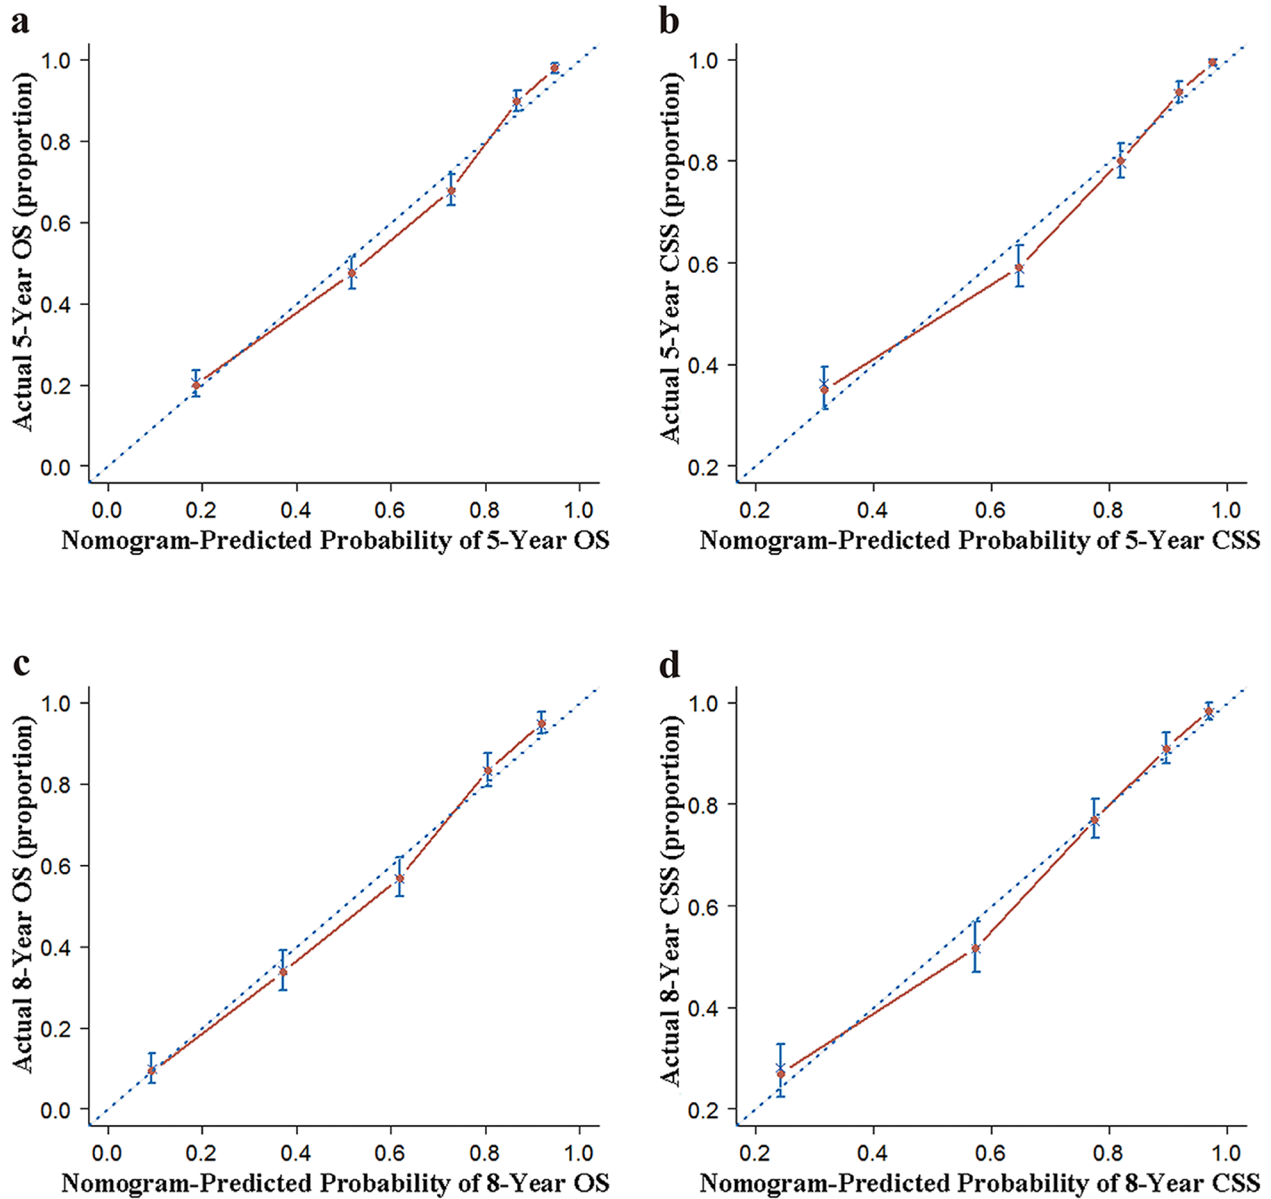 a
Actual 5-Year OS (proportion)
1.0
0.8
0.6
0.4
0.2
0.0
0.0 0.2 0.4 0.6 0.8 1.0
Nomogram-Predicted Probability of 5-Year OS
b
Actual 5-Year CSS (proportion)
1.0
0.8
0.6
0.4
0.2
0.2 0.4 0.6 0.8 1.0
Nomogram-Predicted Probability of 5-Year CSS
c
Actual 8-Year OS (proportion)
1.0
0.8
0.6
0.4
0.2
0.0
0.0 0.2 0.4 0.6 0.8 1.0
Nomogram-Predicted Probability of 8-Year OS
d
Actual 8-Year CSS (proportion)
1.0
0.8
0.6
0.4
0.2
0.2 0.4 0.6 0.8 1.0
Nomogram-Predicted Probability of 8-Year CSS